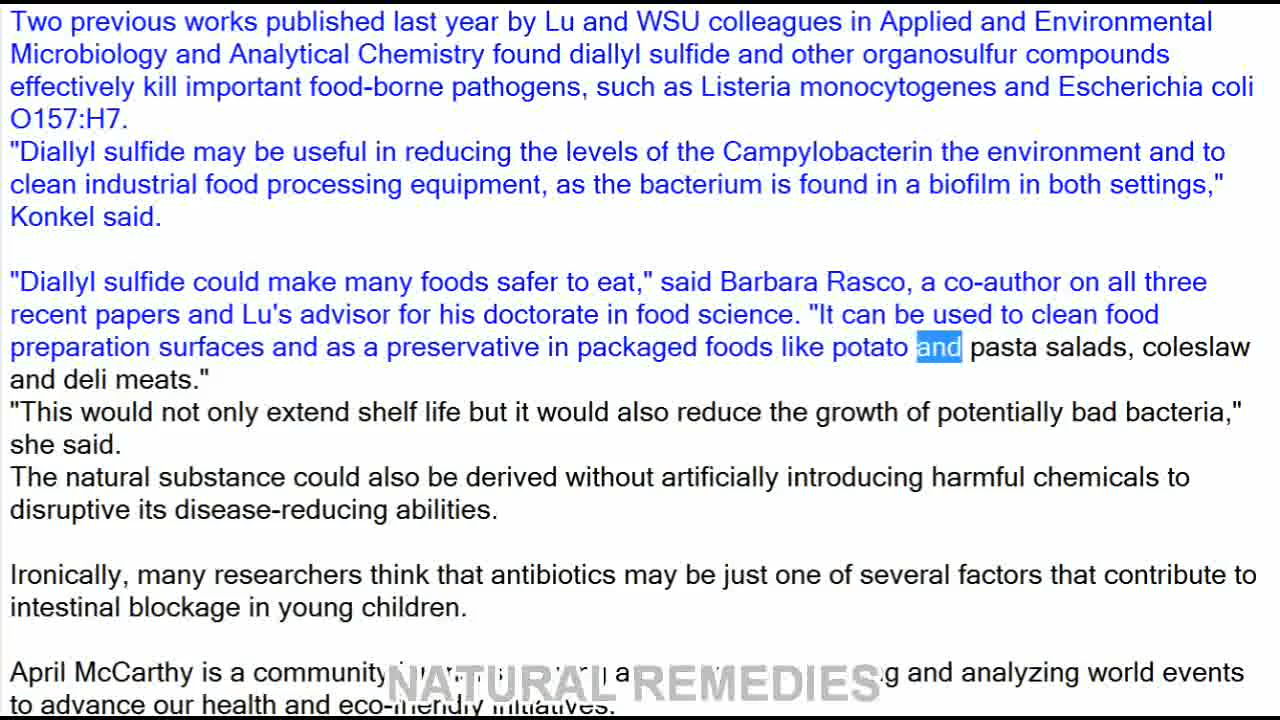 Two previous works published last year by Lu and WSU colleagues in Applied and Environmental
Microbiology and Analytical Chemistry found diallyl sulfide and other organosulfur compounds
effectively kill important food-borne pathogens, such as Listeria monocytogenes and Escherichia coli
O157:H7.
"Diallyl sulfide may be useful in reducing the levels of the Campylobacterin the environment and to
clean industrial food processing equipment, as the bacterium is found in a biofilm in both settings,"
Konkel said.
"Diallyl sulfide could make many foods safer to eat," said Barbara Rasco, a co-author on all three
recent papers and Lu's advisor for his doctorate in food science. "It can be used to clean food
preparation surfaces and as a preservative in packaged foods like potato and pasta salads, coleslaw
and deli meats."
"This would not only extend shelf life but it would also reduce the growth of potentially bad bacteria,"
she said.
The natural substance could also be derived without artificially introducing harmful chemicals to
disruptive its disease-reducing abilities.
Ironically, many researchers think that antibiotics may be just one of several factors that contribute to
intestinal blockage in young children.
April McCarthy is a community and analyzing world events
NATURAL REMEDIES
to advance our health and eco-friendly initiatives.